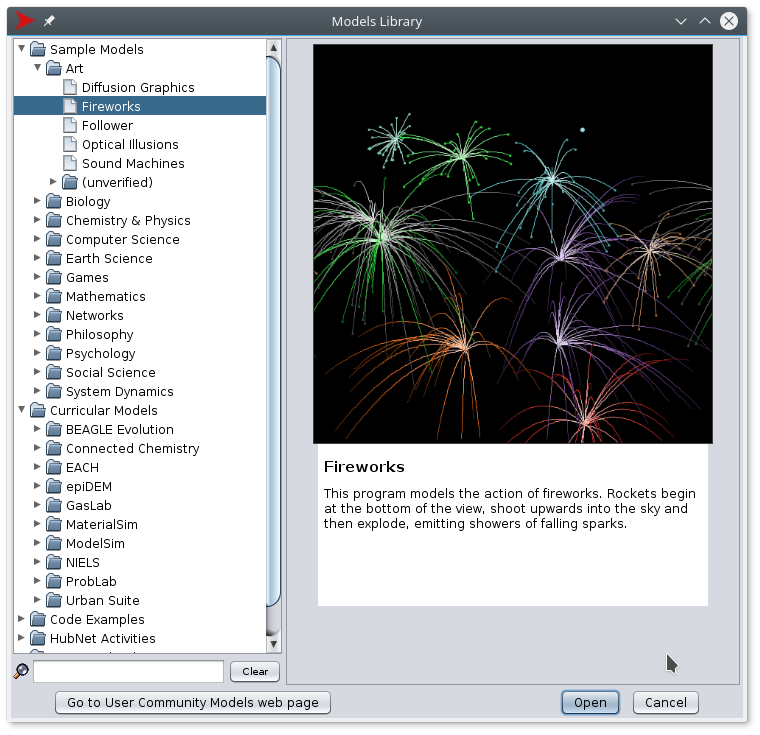 Models Library
Sample Models
Art
Diffusion Graphics
Fireworks
Follower
Optical Illusions
Sound Machines
(unverified)
Biology
Chemistry & Physics
Computer Science
Earth Science
Games
Mathematics
Networks
Philosophy
Psychology
Social Science
System Dynamics
Curricular Models
BEAGLE Evolution
Connected Chemistry
EACH
epiDEM
GasLab
MaterialSim
ModelSim
NIELS
ProbLab
Urban Suite
Code Examples
HubNet Activities
Clear
Fireworks
This program models the action of fireworks. Rockets begin
at the bottom of the view, shoot upwards into the sky and
then explode, emitting showers of falling sparks.
Go to User Community Models web page
Open
Cancel